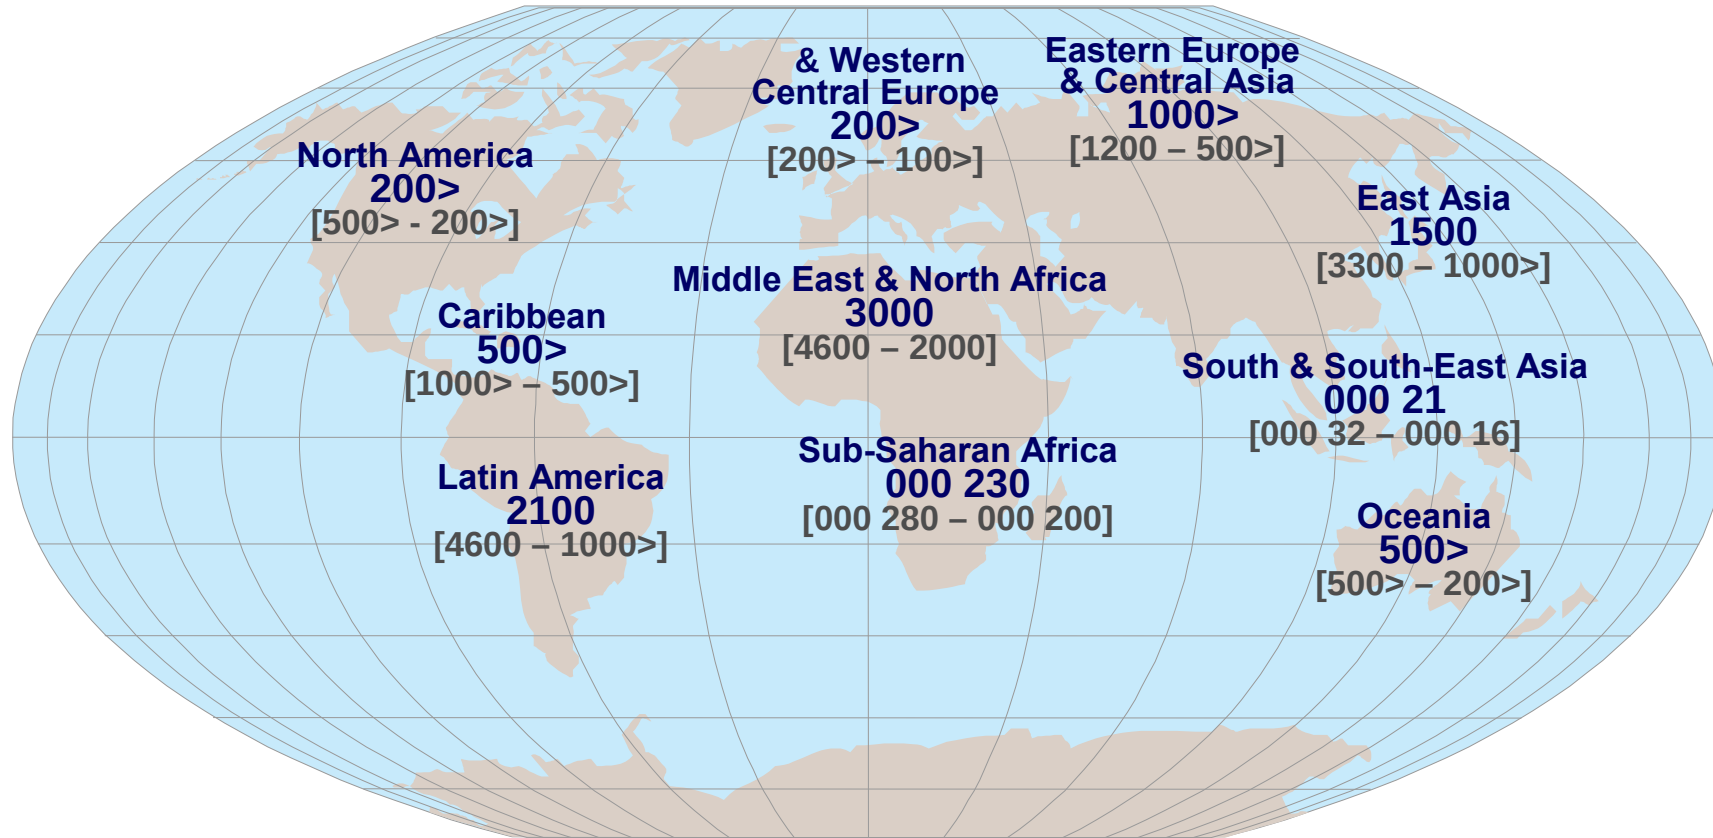 & Western
Central Europe
200>
[200> – 100>]
Eastern Europe
& Central Asia
1000>
[1200 – 500>]
North America
200>
[500> - 200>]
East Asia
1500
[3300 – 1000>]
Middle East & North Africa
3000
[4600 – 2000]
Caribbean
500>
[1000> – 500>]
South & South-East Asia
000 21
[000 32 – 000 16]
Sub-Saharan Africa
000 230
[000 280 – 000 200]
Latin America
2100
[4600 – 1000>]
Oceania
500>
[500> – 200>]